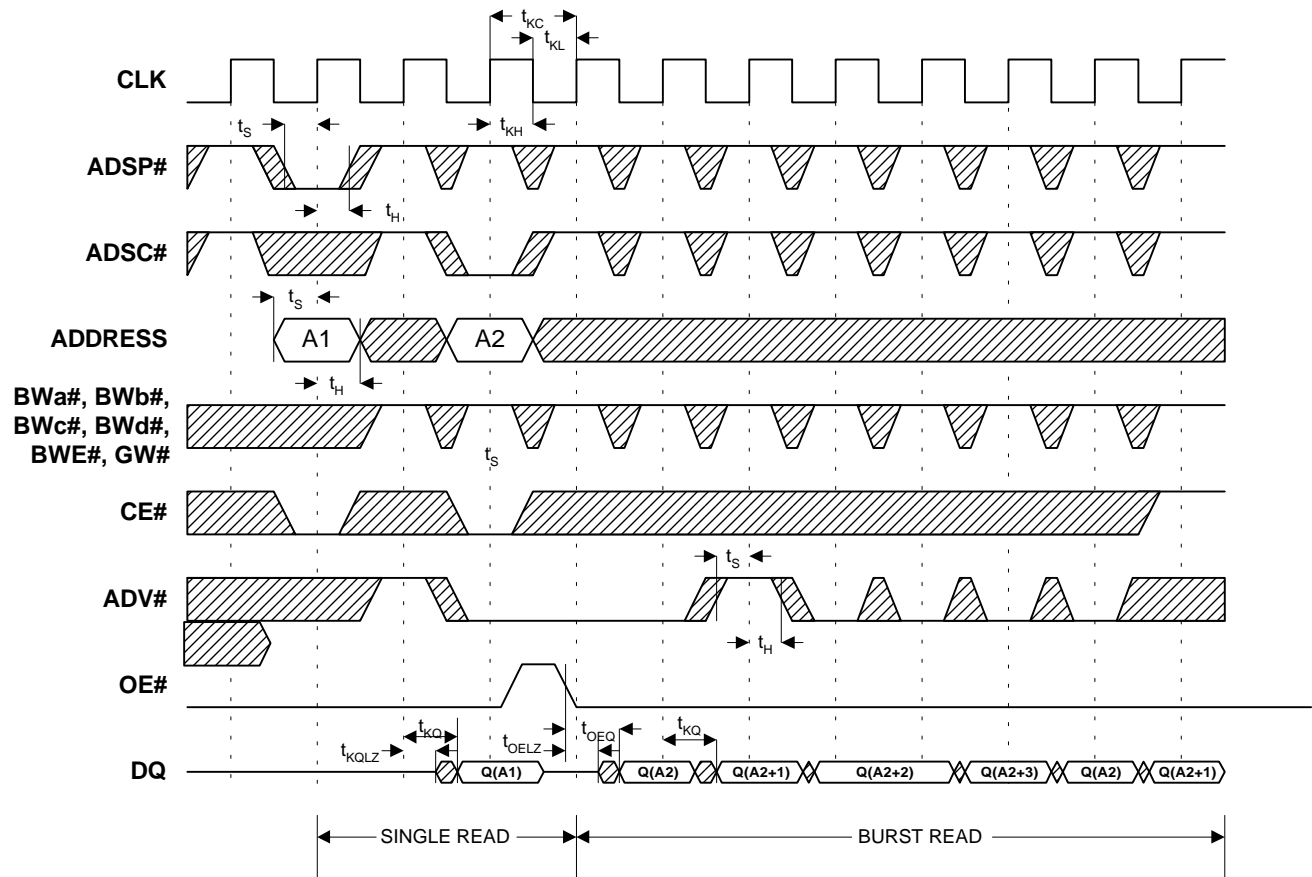 tKC
tKL
CLK
tS
tKH
ADSP#
tH
ADSC#
tS
ADDRESS A1 A2
tH
BWa#, BWb#,
BWc#, BWd#,
BWE#, GW#
tS
CE#
tS
ADV#
tH
OE#
tKQ tOEQ tKQ
tKQLZ tOELZ
DQ Q(A1) Q(A2) Q(A2+1) Q(A2+2) Q(A2+3) Q(A2) Q(A2+1)
SINGLE READ BURST READ